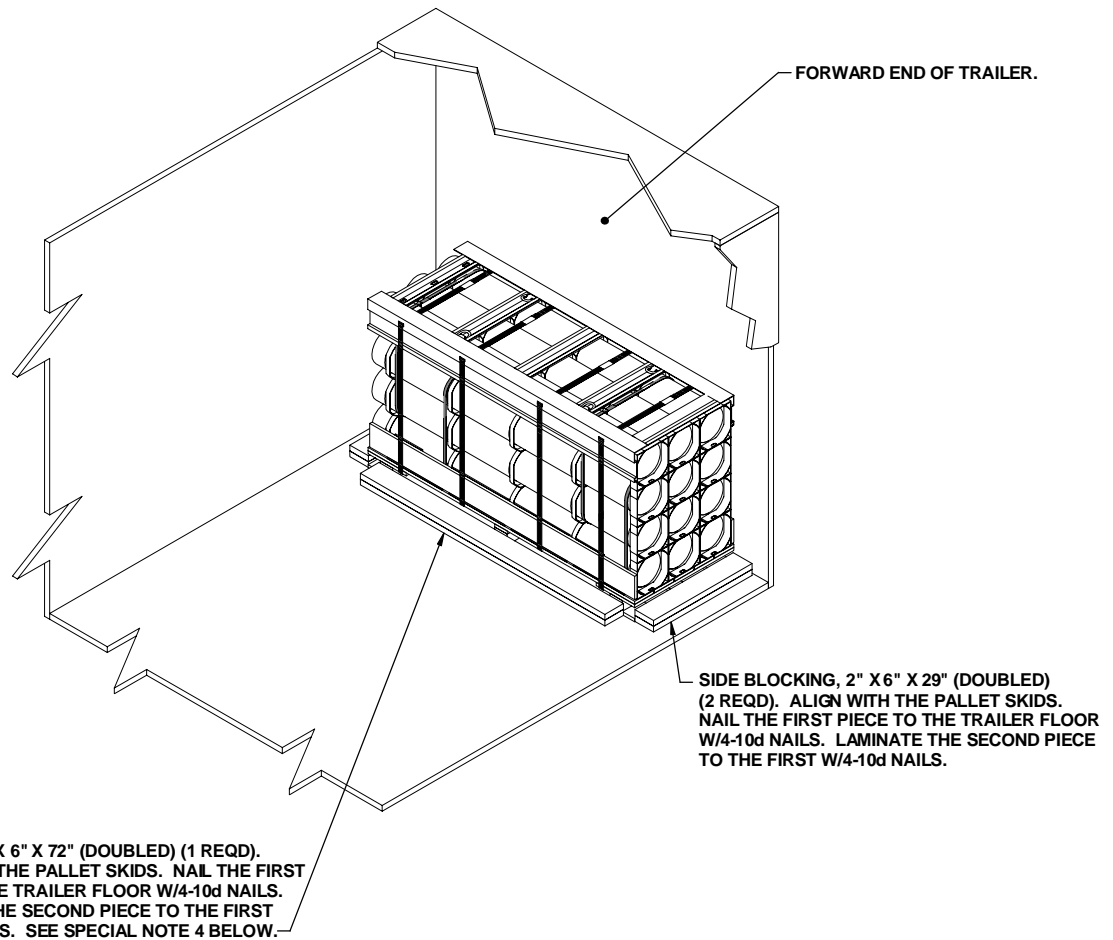 FORWARD END OF TRAILER.
SIDE BLOCKING, 2" X 6" X 29" (DOUBLED)
(2 REQD). ALIGN WITH THE PALLET SKIDS.
NAIL THE FIRST PIECE TO THE TRAILER FLOOR
W/4-10d NAILS. LAMINATE THE SECOND PIECE
TO THE FIRST W/4-10d NAILS.
X 6" X 72" (DOUBLED) (1 REQD).
THE PALLET SKIDS. NAIL THE FIRST
TRAILER FLOOR W/4-10d NAILS.
SECOND PIECE TO THE FIRST
SEE SPECIAL NOTE 4 BELOW.